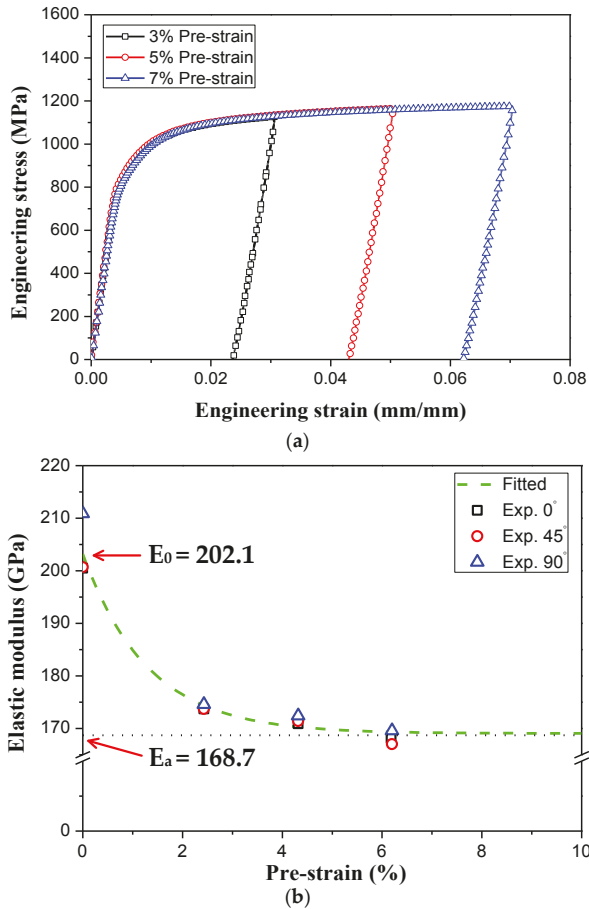 1600
1400
1200
1000
800
600
400
200
0
Engineering stress (MPa)
3% Pre-strain
5% Pre-strain
7% Pre-strain
0.00 0.02 0.04 0.06 0.08
Engineering strain (mm/mm)
(a)
220
210
200
190
180
170
0
Elastic modulus (GPa)
Fitted
Exp. 0°
Exp. 45°
Exp. 90°
E₀ = 202.1
Eₐ = 168.7
0 2 4 6 8 10
Pre-strain (%)
(b)